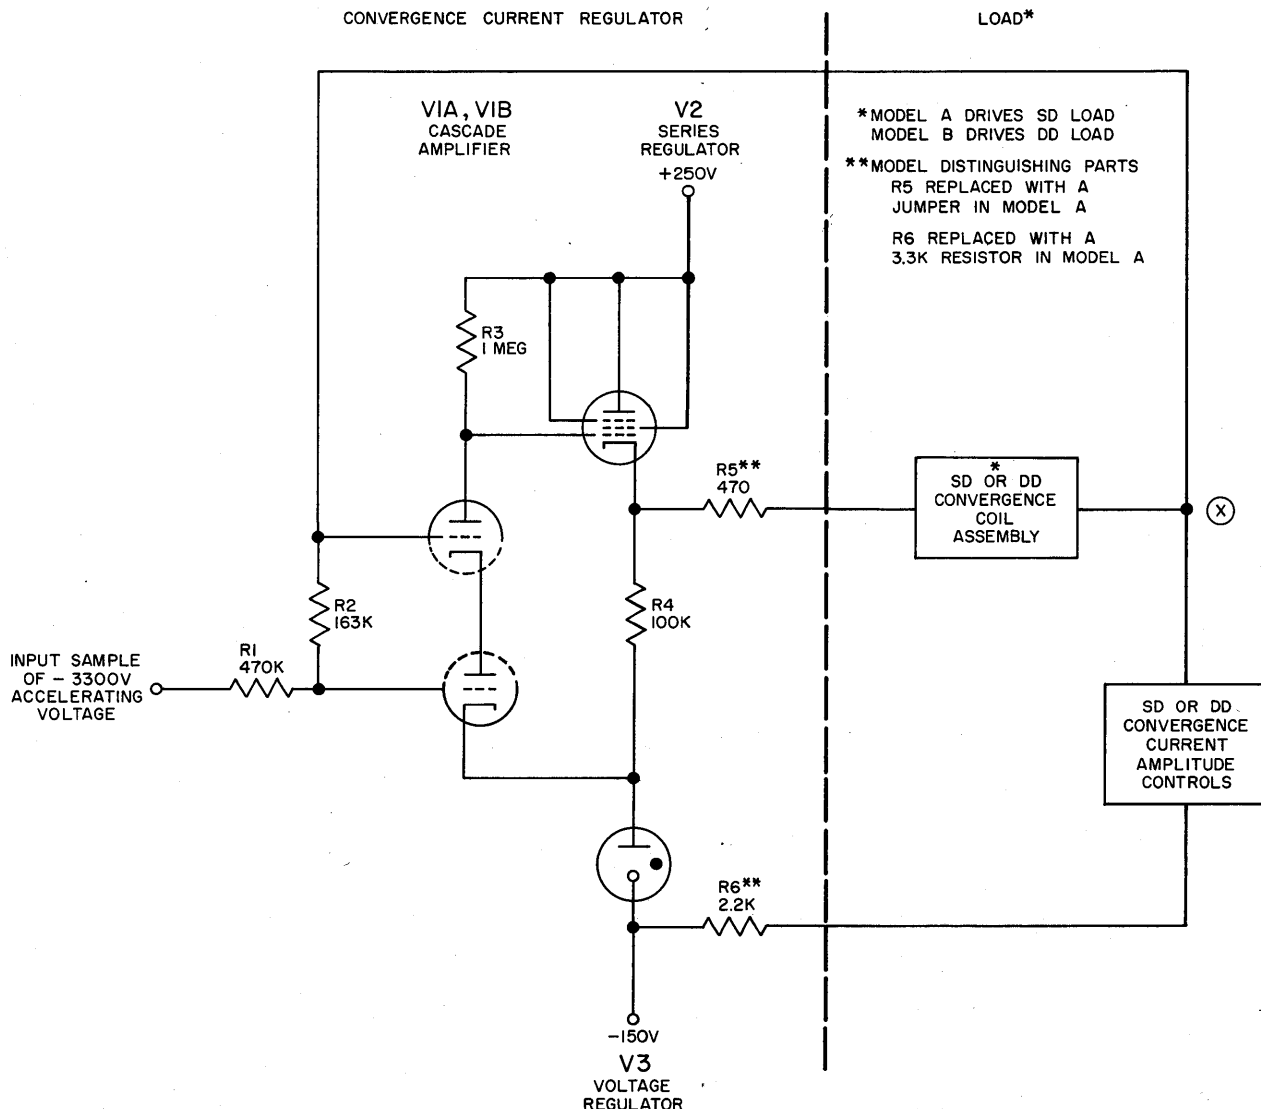 CONVERGENCE CURRENT REGULATOR
LOAD*
V1A, V1B
CASCADE
AMPLIFIER
V2
SERIES
REGULATOR
+250V
*MODEL A DRIVES SD LOAD
MODEL B DRIVES DD LOAD
**MODEL DISTINGUISHING PARTS
R5 REPLACED WITH A
JUMPER IN MODEL A
R6 REPLACED WITH A
3.3K RESISTOR IN MODEL A
R3
1 MEG
R5**
470
*
SD OR DD
CONVERGENCE
COIL
ASSEMBLY
X
R2
163K
R4
100K
R1
470K
INPUT SAMPLE
OF -3300V
ACCELERATING
VOLTAGE
SD OR DD
CONVERGENCE
CURRENT
AMPLITUDE
CONTROLS
R6**
2.2K
-150V
V3
VOLTAGE
REGULATOR